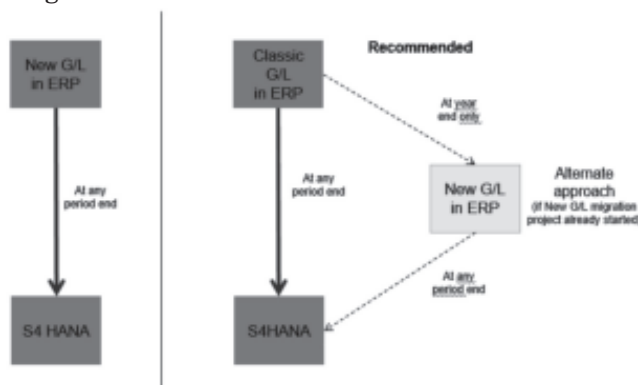 New G/L
in ERP
At any
period end
S4 HANA
Recommended
Classic
G/L
in ERP
At year
end only
At any
period end
New G/L
in ERP
Alternate
approach
(if New G/L migration
project already started
At any
period end
S4HANA